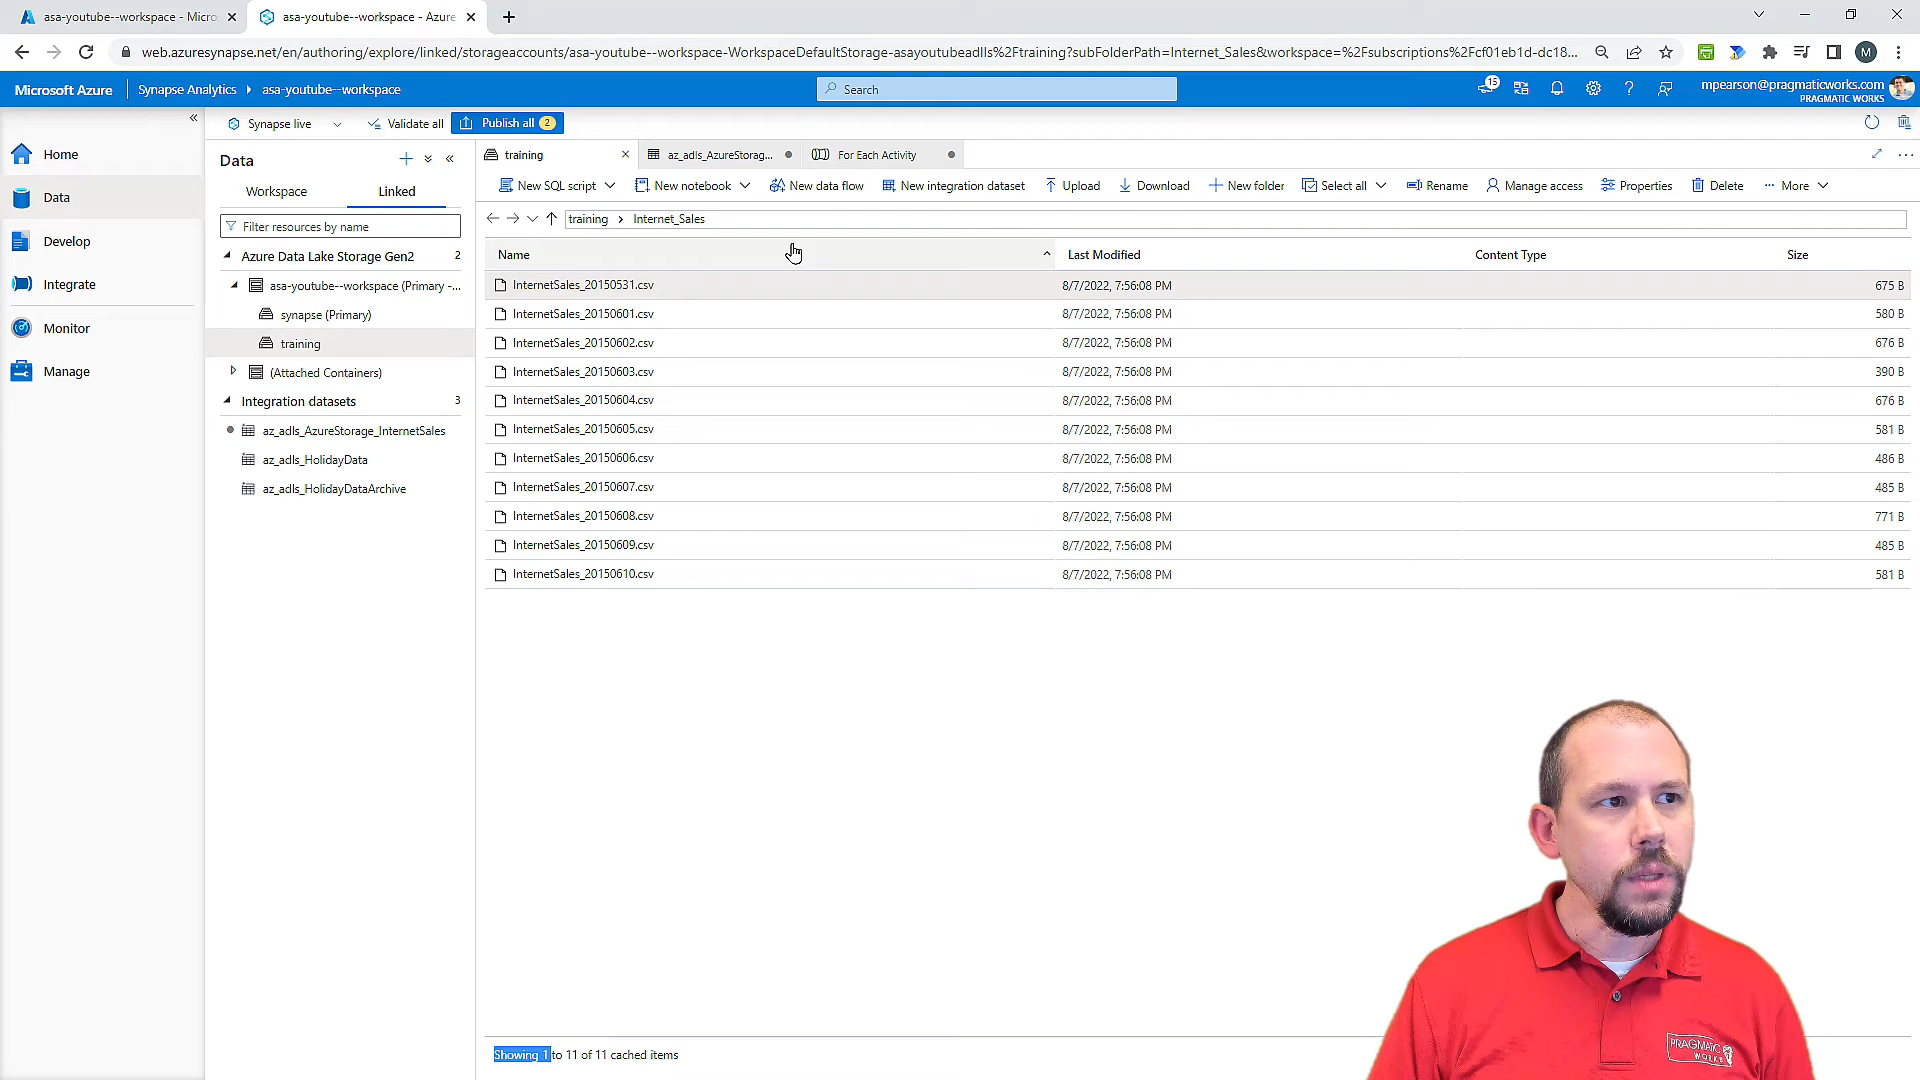 asa-youtube--workspace - Micro
asa-youtube--workspace - Azure
web.azuresynapse.net/en/authoring/explore/linked/storageaccounts/asa-youtube--workspace-WorkspaceDefaultStorage-asayoutubeadlls%2Ftraining?subFolderPath=Internet_Sales&workspace=%2Fsubscriptions%2Fcf01eb1d-dc18...
M
Microsoft Azure
Synapse Analytics
asa-youtube--workspace
Search
15
mpearson@pragmaticworks.com
PRAGMATIC WORKS
Synapse live
Validate all
Publish all 2
Home
Data
Develop
Integrate
Monitor
Manage
Data
Workspace
Linked
Filter resources by name
Azure Data Lake Storage Gen2 2
asa-youtube--workspace (Primary -...
synapse (Primary)
training
(Attached Containers)
Integration datasets 3
az_adls_AzureStorage_InternetSales
az_adls_HolidayData
az_adls_HolidayDataArchive
training
az_adls_AzureStorag...
For Each Activity
New SQL script
New notebook
New data flow
New integration dataset
Upload
Download
New folder
Select all
Rename
Manage access
Properties
Delete
More
training > Internet_Sales
Name Last Modified Content Type Size
InternetSales_20150531.csv 8/7/2022, 7:56:08 PM 675 B
InternetSales_20150601.csv 8/7/2022, 7:56:08 PM 580 B
InternetSales_20150602.csv 8/7/2022, 7:56:08 PM 676 B
InternetSales_20150603.csv 8/7/2022, 7:56:08 PM 390 B
InternetSales_20150604.csv 8/7/2022, 7:56:08 PM 676 B
InternetSales_20150605.csv 8/7/2022, 7:56:08 PM 581 B
InternetSales_20150606.csv 8/7/2022, 7:56:08 PM 486 B
InternetSales_20150607.csv 8/7/2022, 7:56:08 PM 485 B
InternetSales_20150608.csv 8/7/2022, 7:56:08 PM 771 B
InternetSales_20150609.csv 8/7/2022, 7:56:08 PM 485 B
InternetSales_20150610.csv 8/7/2022, 7:56:08 PM 581 B
Showing 1 to 11 of 11 cached items
PRAGMATIC
WORKS